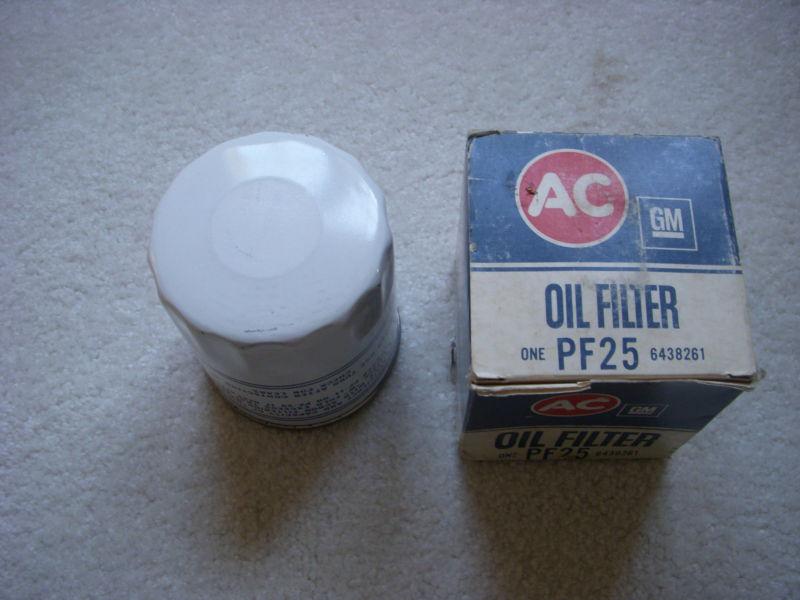 AC
GM
OIL FILTER
ONE PF25 6438261
AC GM
OIL FILTER
ONE PF25 6438261